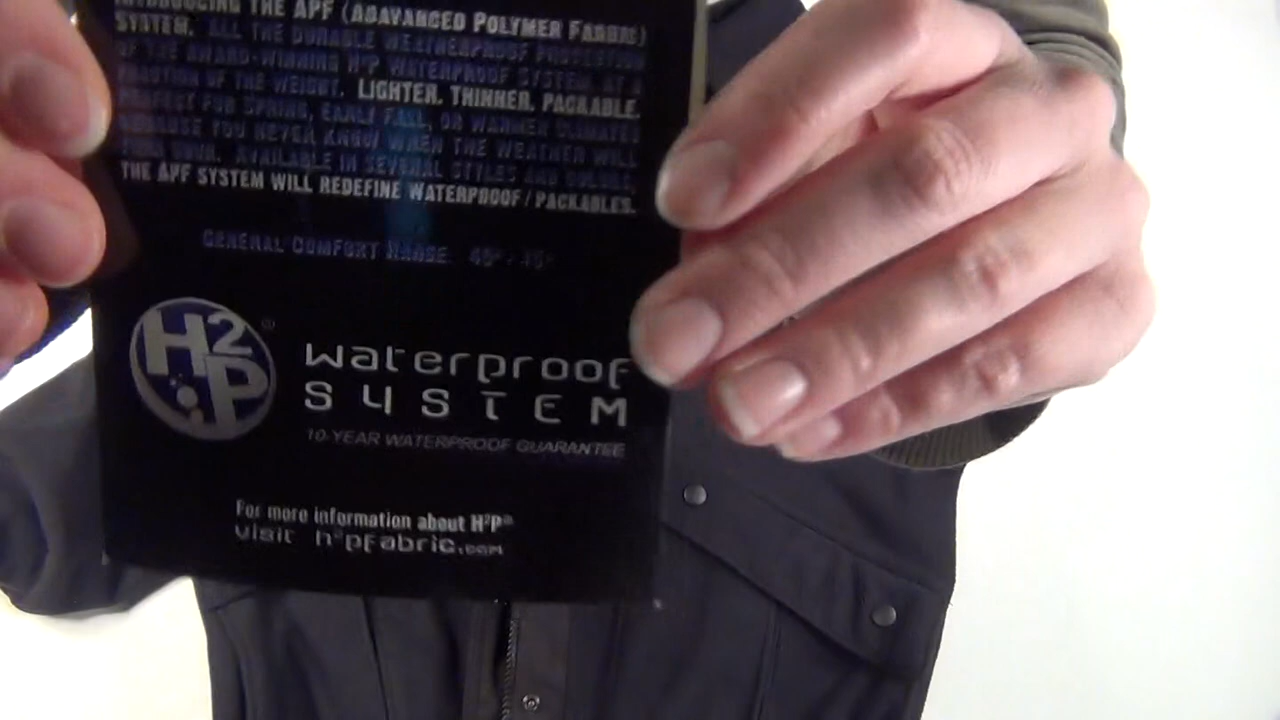 INTRODUCING THE APF (ADAVANCED POLYMER FABRIC)
SYSTEM. ALL THE DURABLE WEATHERPROOF PROTECTION
OF THE AWARD-WINNING H²P WATERPROOF SYSTEM AT A
FRACTION OF THE WEIGHT. LIGHTER. THINNER. PACKABLE.
PERFECT FOR SPRING, EARLY FALL, OR WARMER CLIMATES
BECAUSE YOU NEVER KNOW WHEN THE WEATHER WILL
TURN. AVAILABLE IN SEVERAL STYLES AND
THE APF SYSTEM WILL REDEFINE WATERPROOF/PACKABLES.
GENERAL COMFORT RANGE
H2P®
waterproof
SYSTEM
10-YEAR WATERPROOF GUARANTEE
For more information about H²P®
visit h²pfabric.com